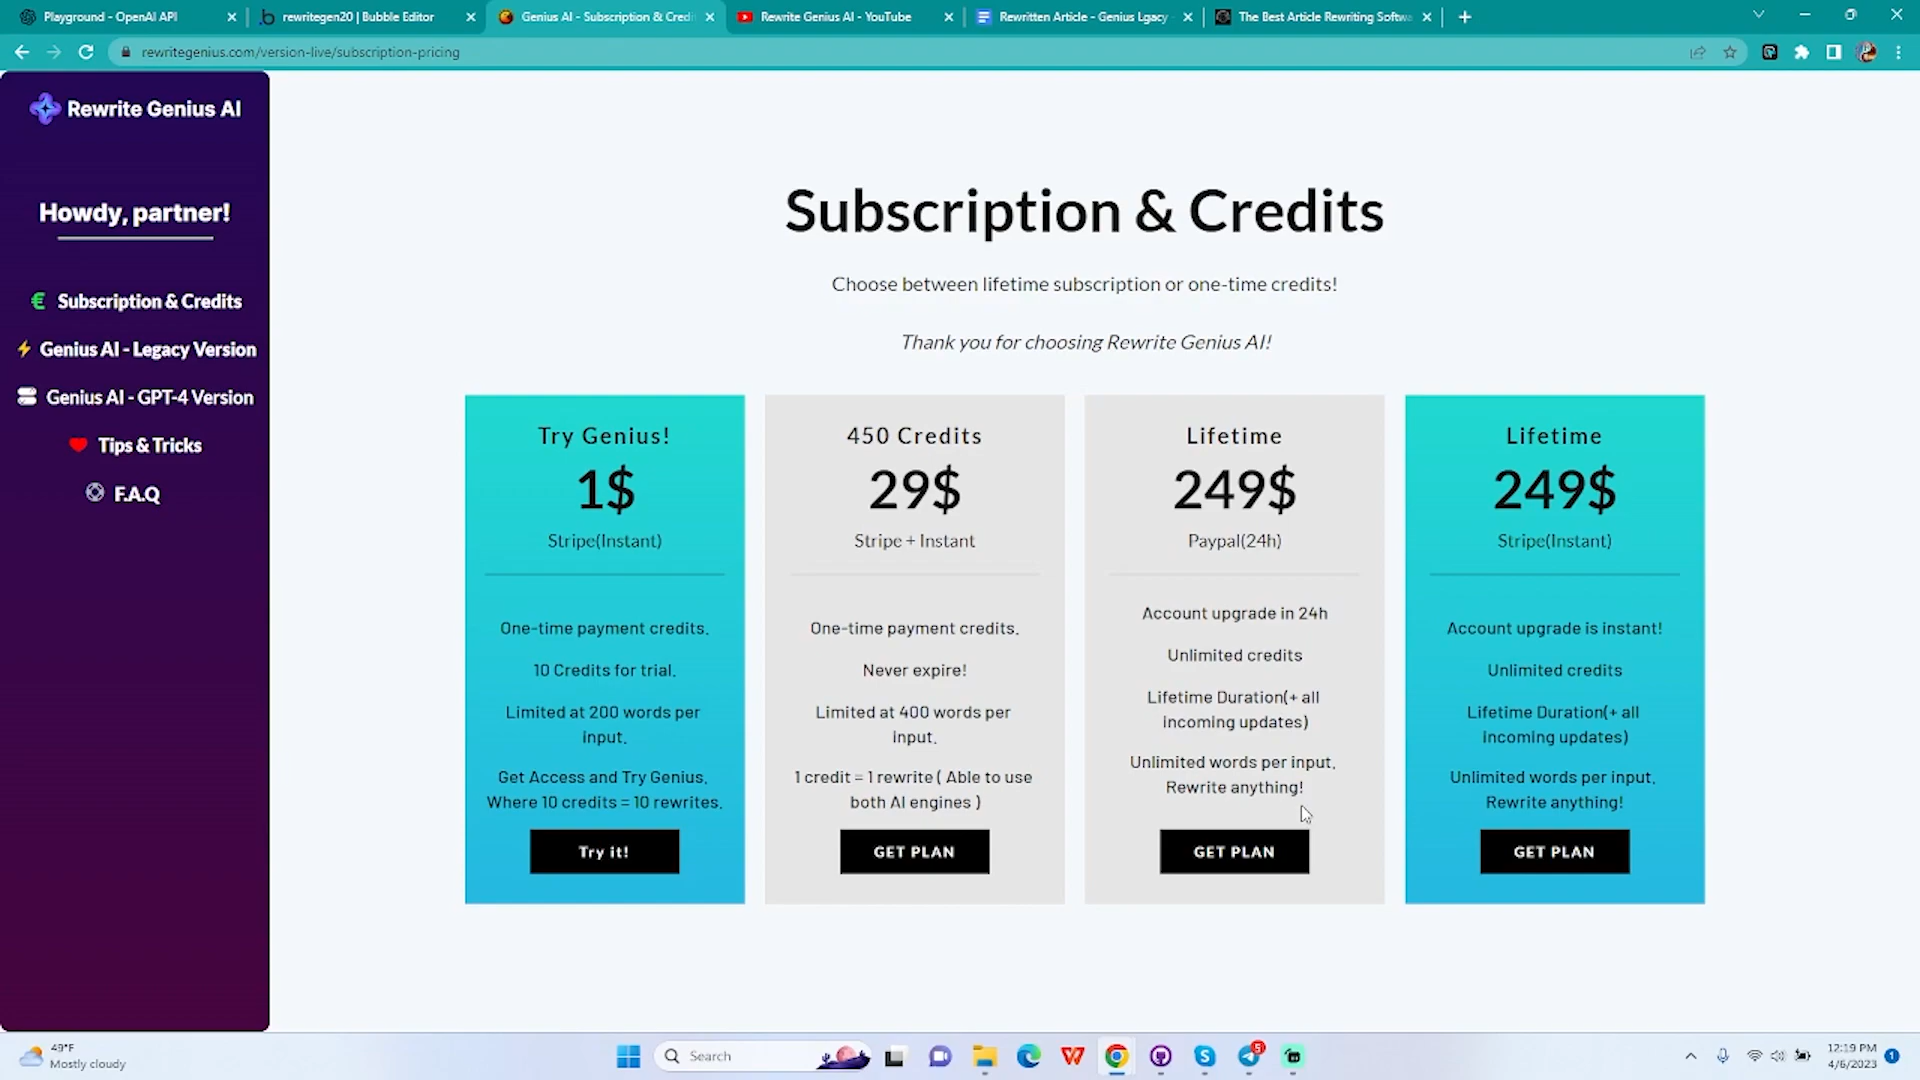 Playground - OpenAI API
rewritegen20 | Bubble Editor
Genius AI - Subscription & Credi
Rewrite Genius AI - YouTube
Rewritten Article - Genius Lgacy
The Best Article Rewriting Softwa
rewritegenius.com/version-live/subscription-pricing
Rewrite Genius AI
Howdy, partner!
€ Subscription & Credits
Genius AI - Legacy Version
Genius AI - GPT-4 Version
Tips & Tricks
F.A.Q
Subscription & Credits
Choose between lifetime subscription or one-time credits!
Thank you for choosing Rewrite Genius AI!
Try Genius!
1$
Stripe(Instant)
One-time payment credits.
10 Credits for trial.
Limited at 200 words per
input.
Get Access and Try Genius.
Where 10 credits = 10 rewrites.
Try it!
450 Credits
29$
Stripe + Instant
One-time payment credits.
Never expire!
Limited at 400 words per
input.
1 credit = 1 rewrite ( Able to use
both AI engines )
GET PLAN
Lifetime
249$
Paypal(24h)
Account upgrade in 24h
Unlimited credits
Lifetime Duration(+ all
incoming updates)
Unlimited words per input.
Rewrite anything!
GET PLAN
Lifetime
249$
Stripe(Instant)
Account upgrade is instant!
Unlimited credits
Lifetime Duration(+ all
incoming updates)
Unlimited words per input.
Rewrite anything!
GET PLAN
49°F
Mostly cloudy
Search
5
12:19 PM
4/6/2023
1